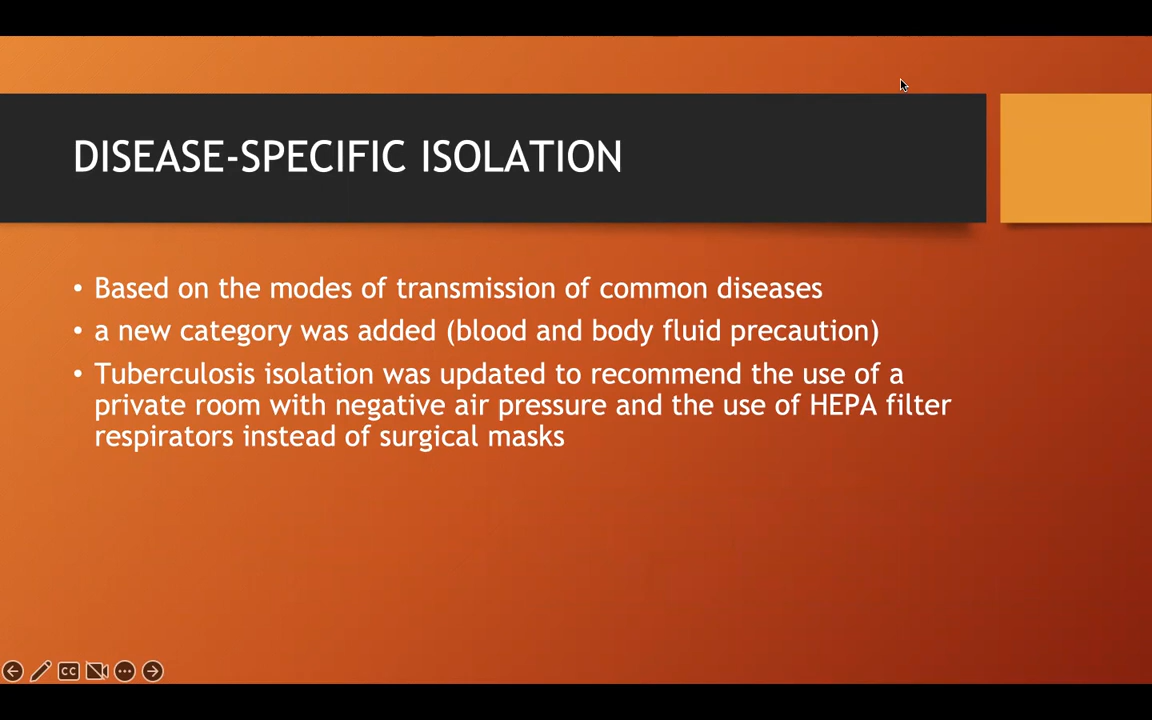 DISEASE-SPECIFIC ISOLATION
• Based on the modes of transmission of common diseases
• a new category was added (blood and body fluid precaution)
• Tuberculosis isolation was updated to recommend the use of a
private room with negative air pressure and the use of HEPA filter
respirators instead of surgical masks
CC